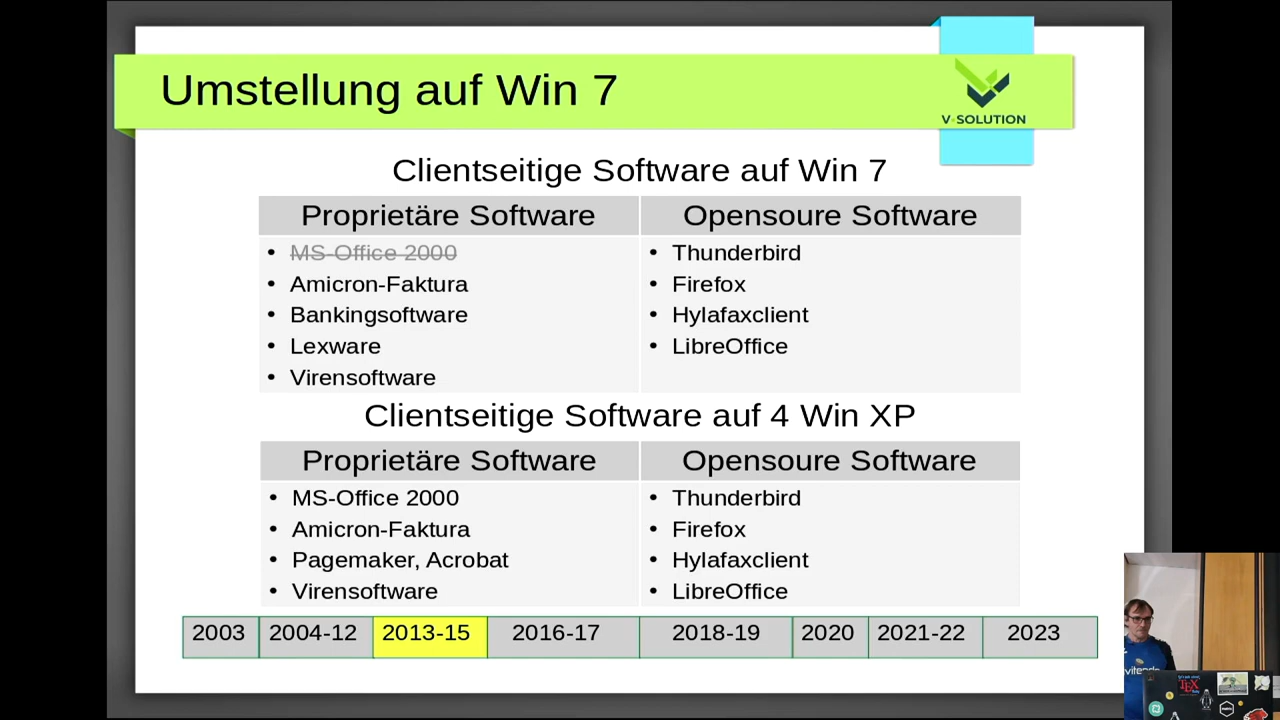 Umstellung auf Win 7
V-SOLUTION
Clientseitige Software auf Win 7
Proprietäre Software
Opensoure Software
• MS-Office 2000
• Amicron-Faktura
• Bankingsoftware
• Lexware
• Virensoftware
• Thunderbird
• Firefox
• Hylafaxclient
• LibreOffice
Clientseitige Software auf 4 Win XP
Proprietäre Software
Opensoure Software
• MS-Office 2000
• Amicron-Faktura
• Pagemaker, Acrobat
• Virensoftware
• Thunderbird
• Firefox
• Hylafaxclient
• LibreOffice
2003 2004-12 2013-15 2016-17 2018-19 2020 2021-22 2023
TEX